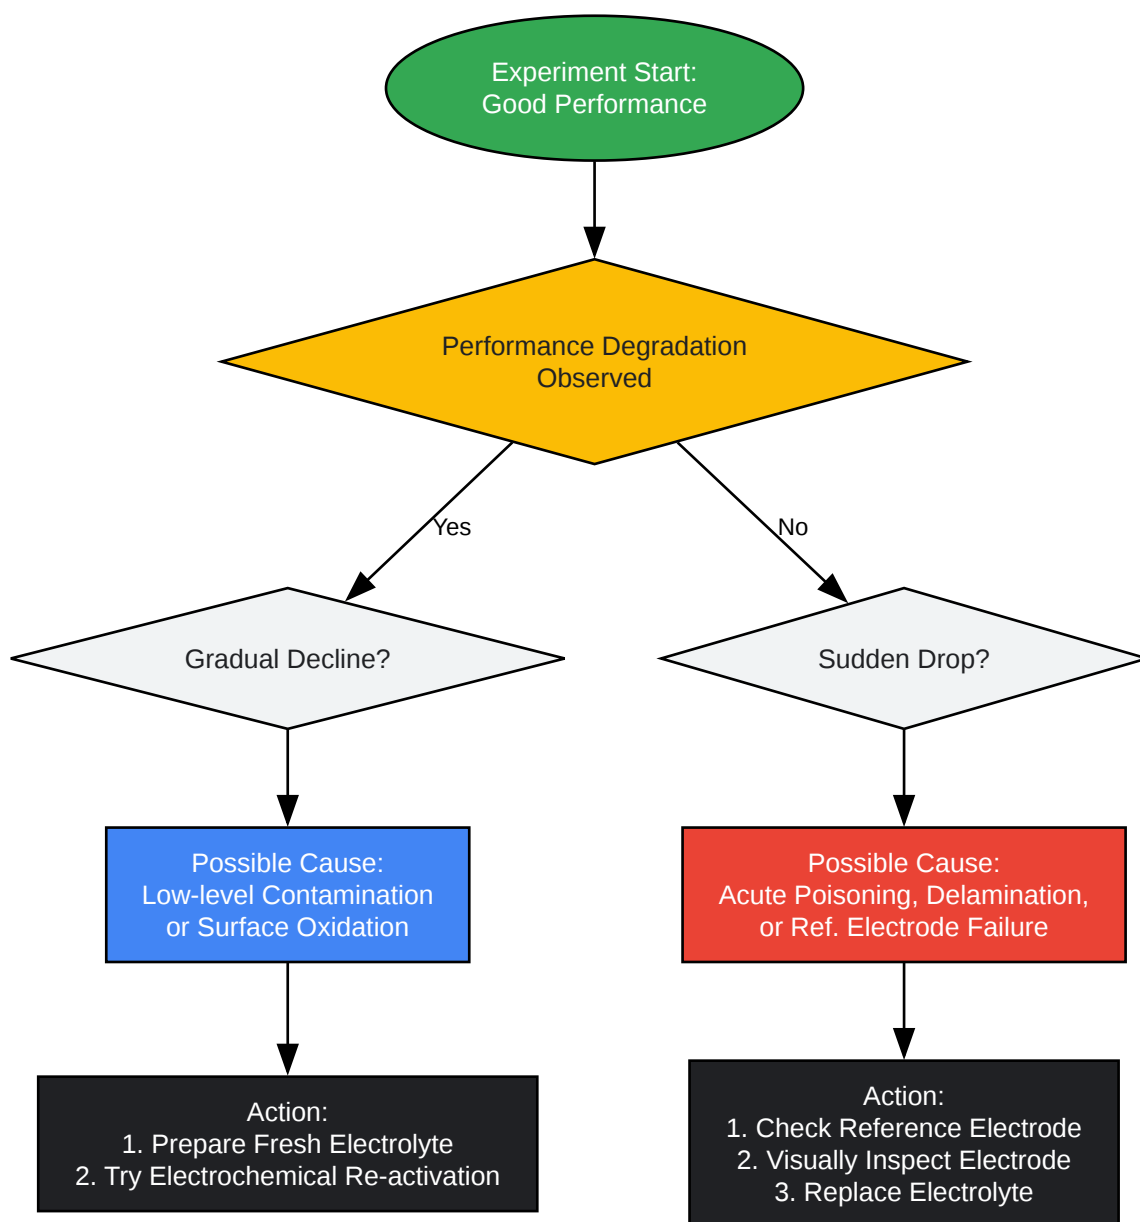 Experiment Start:
Good Performance
Performance Degradation
Observed
Yes
No
Gradual Decline?
Sudden Drop?
Possible Cause:
Low-level Contamination
or Surface Oxidation
Possible Cause:
Acute Poisoning, Delamination,
or Ref. Electrode Failure
Action:
1. Prepare Fresh Electrolyte
2. Try Electrochemical Re-activation
Action:
1. Check Reference Electrode
2. Visually Inspect Electrode
3. Replace Electrolyte